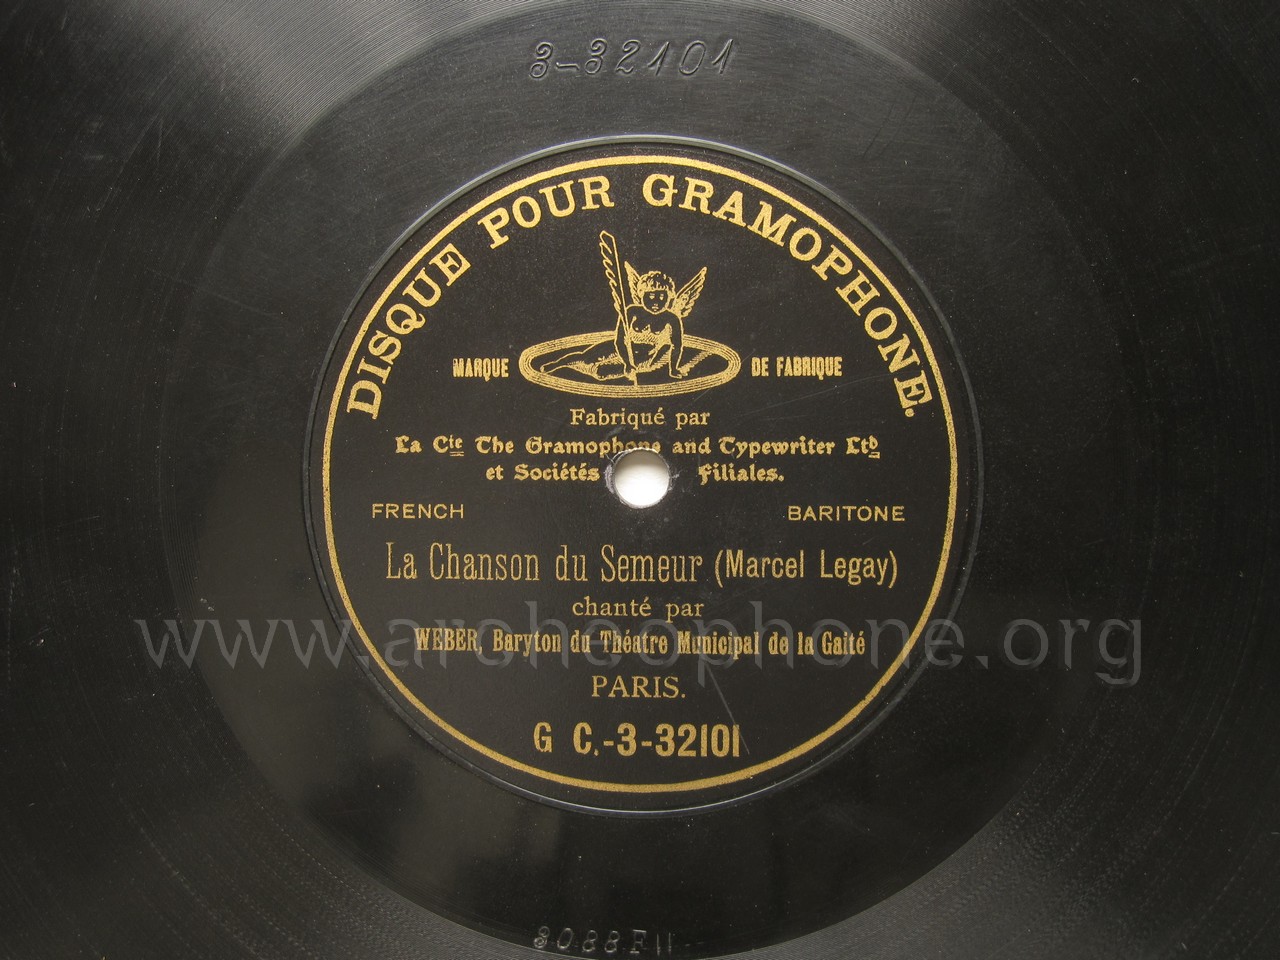 3-32101
DISQUE POUR GRAMOPHONE.
MARQUE DE FABRIQUE
Fabriqué par
La Cie The Gramophone and Typewriter Ltd
et Sociétés filiales.
FRENCH BARITONE
La Chanson du Semeur (Marcel Legay)
chanté par
www.archeophone.org
WEBER, Baryton du Théatre Municipal de la Gaité
PARIS.
G C.-3-32101
3088F11